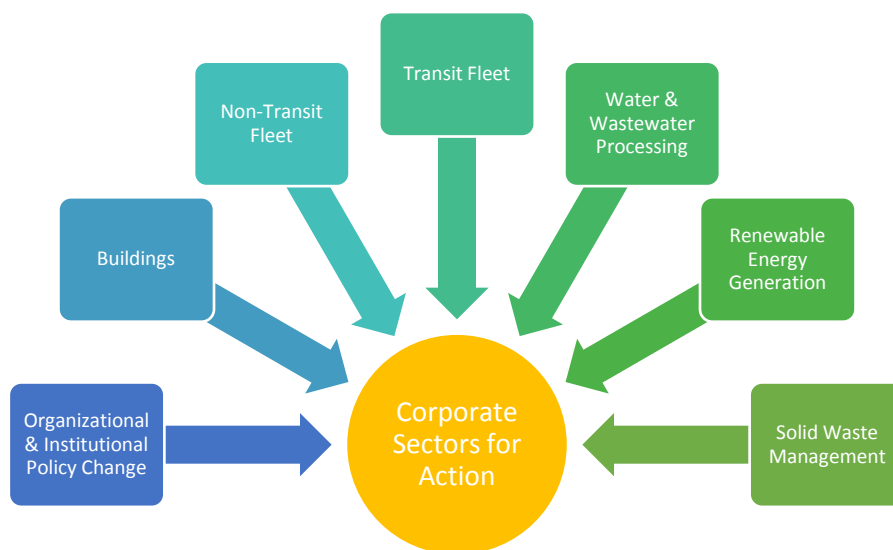 Transit Fleet
Non-Transit
Fleet
Water &
Wastewater
Processing
Buildings
Renewable
Energy
Generation
Organizational
& Institutional
Policy Change
Corporate
Sectors for
Action
Solid Waste
Management